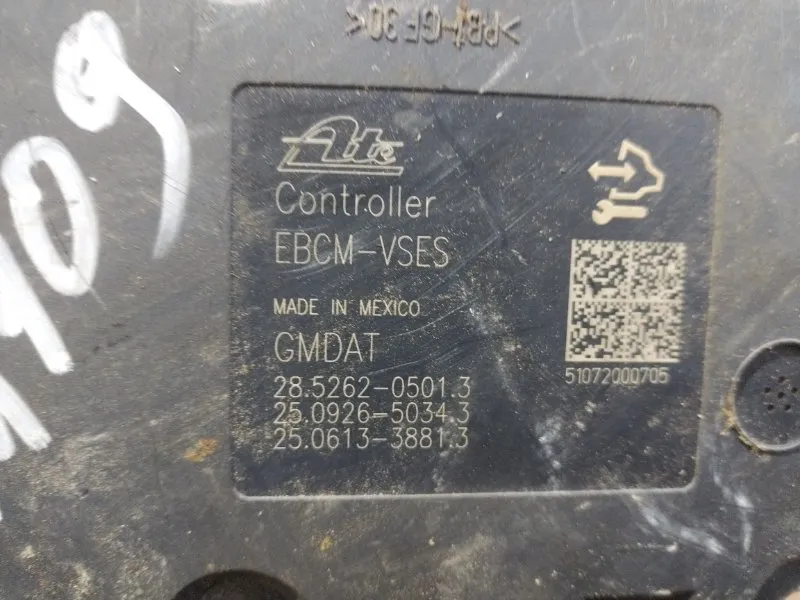 >PBT-GF30<
Ate
Controller
EBCM-VSES
MADE IN MEXICO
GMDAT
28.5262-0501.3
25.0926-5034.3
25.0613-3881.3
51072000705